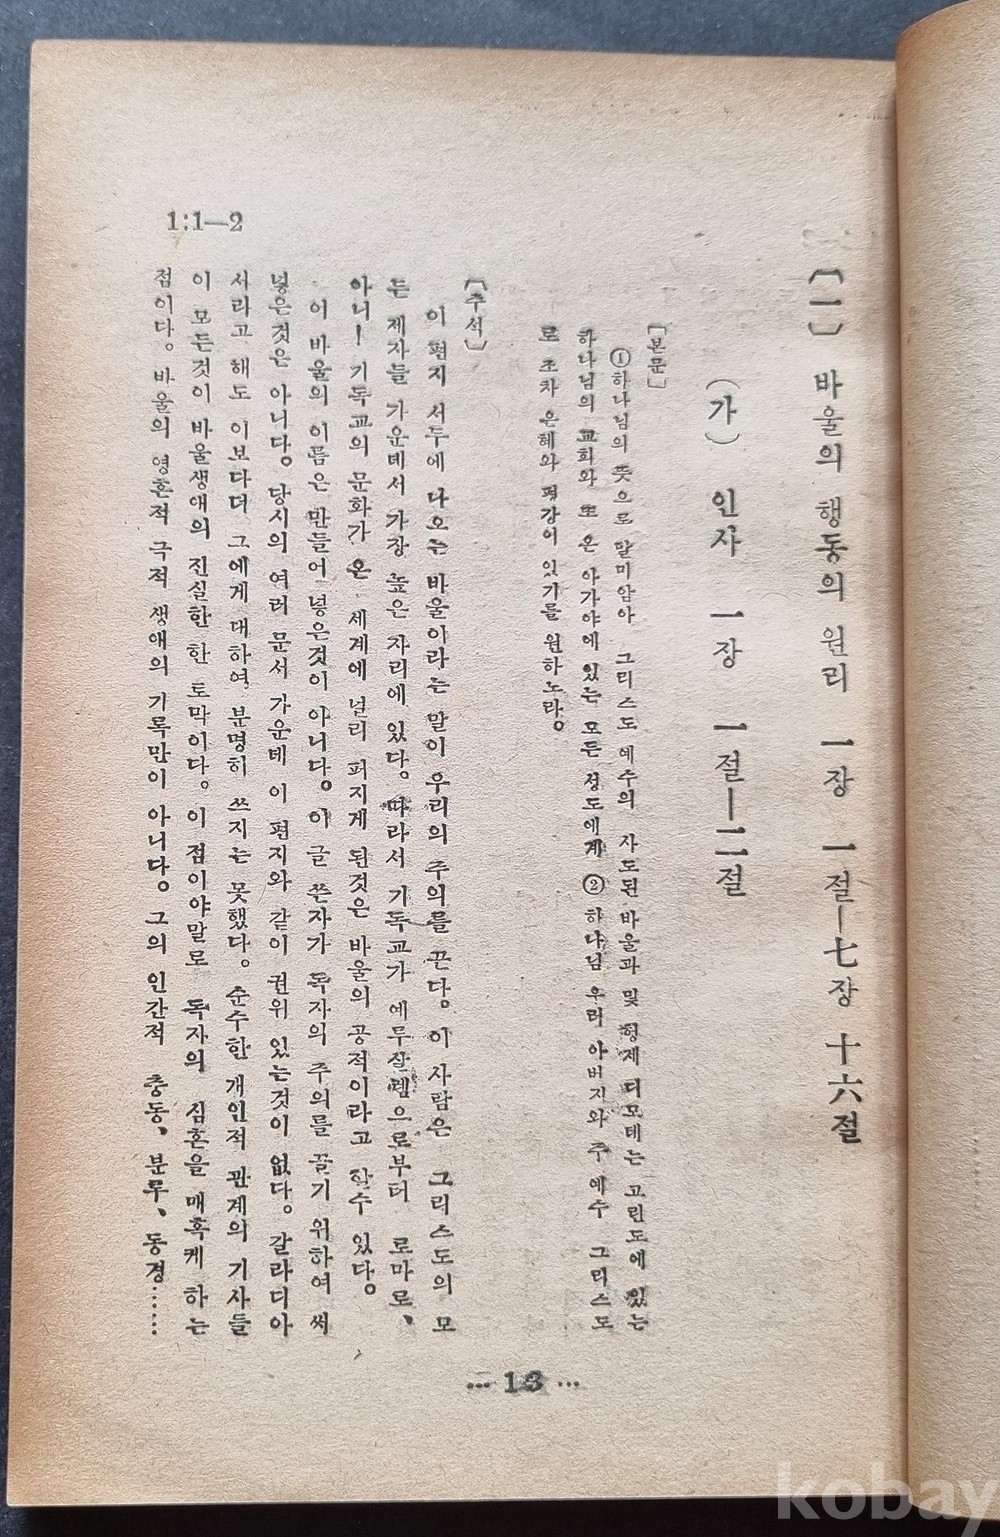 〔一〕 바울의 행동의 원리 一장 一절—七장 十六절
(가) 인사 一장 一절—二절
〔본문〕
①하나님의 뜻으로 말미암아 그리스도 예수의 사도된 바울과 및 형제 디모데는 고린도에 있는
하나님의 교회와 또 온 아가야에 있는 모든 성도에게 ② 하나님 우리 아버지와 주 예수 그리스도
로 조차 은혜와 평강이 있기를 원하노라。
〔주석〕
이 편지 서두에 나오는 바울이라는 말이 우리의 주의를 끈다。 이 사람은 그리스도의 모
든 제자들 가운데서 가장 높은 자리에 있다。 따라서 기독교가 예루살렘으로부터 로마로、
아니— 기독교의 문화가 온 세계에 널리 퍼지게 된것은 바울의 공적이라고 할수 있다。
이 바울의 이름은 만들어 넣은것이 아니다。 이 글 쓴자가 독자의 주의를 끌기 위하여 써
넣은것은 아니다。 당시의 여러 문서 가운데 이 편지와 같이 권위 있는것이 없다。 갈라디아
서라고 해도 이보다더 그에게 대하여 분명히 쓰지는 못했다。 순수한 개인적 관계의 기사들
이 모든것이 바울생애의 진실한 한 토막이다。 이 점이야말로 독자의 심혼을 매혹케 하는
점이다。 바울의 영혼적 극적 생애의 기록만이 아니다。 그의 인간적 충동、 분투、 동경……
1:1—2
… 13 …
kobay